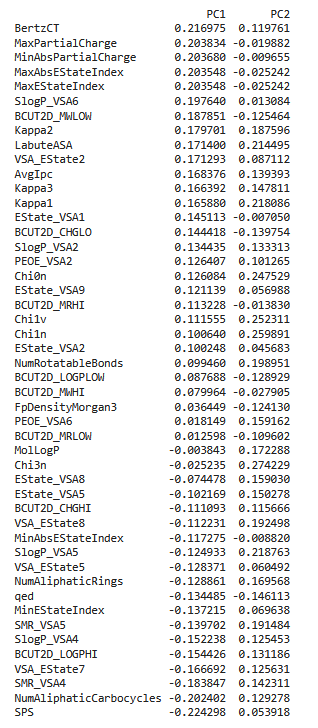 PC1 PC2
BertzCT 0.216975 0.119761
MaxPartialCharge 0.203834 -0.019882
MinAbsPartialCharge 0.203680 -0.009655
MaxAbsEStateIndex 0.203548 -0.025242
MaxEStateIndex 0.203548 -0.025242
SlogP_VSA6 0.197640 0.013084
BCUT2D_MWLOW 0.187851 -0.125464
Kappa2 0.179701 0.187596
LabuteASA 0.171400 0.214495
VSA_EState2 0.171293 0.087112
AvgIpc 0.168376 0.139393
Kappa3 0.166392 0.147811
Kappa1 0.165880 0.218086
EState_VSA1 0.145113 -0.007050
BCUT2D_CHGLO 0.144418 -0.139754
SlogP_VSA2 0.134435 0.133313
PEOE_VSA2 0.126407 0.101265
Chi0n 0.126084 0.247529
EState_VSA9 0.121139 0.056988
BCUT2D_MRHI 0.113228 -0.013830
Chi1v 0.111555 0.252311
Chi1n 0.100640 0.259891
EState_VSA2 0.100248 0.045683
NumRotatableBonds 0.099460 0.198951
BCUT2D_LOGPLOW 0.087688 -0.128929
BCUT2D_MWHI 0.079964 -0.027905
FpDensityMorgan3 0.036449 -0.124130
PEOE_VSA6 0.018149 0.159162
BCUT2D_MRLOW 0.012598 -0.109602
MolLogP -0.003843 0.172288
Chi3n -0.025235 0.274229
EState_VSA8 -0.074478 0.159030
EState_VSA5 -0.102169 0.150278
BCUT2D_CHGHI -0.111093 0.115666
VSA_EState8 -0.112231 0.192498
MinAbsEStateIndex -0.117275 -0.008820
SlogP_VSA5 -0.124933 0.218763
VSA_EState5 -0.128371 0.060492
NumAliphaticRings -0.128861 0.169568
qed -0.134485 -0.146113
MinEStateIndex -0.137215 0.069638
SMR_VSA5 -0.139702 0.191484
SlogP_VSA4 -0.152238 0.125453
BCUT2D_LOGPHI -0.154426 0.131186
VSA_EState7 -0.166692 0.125631
SMR_VSA4 -0.183847 0.142311
NumAliphaticCarbocycles -0.202402 0.129278
SPS -0.224298 0.053918